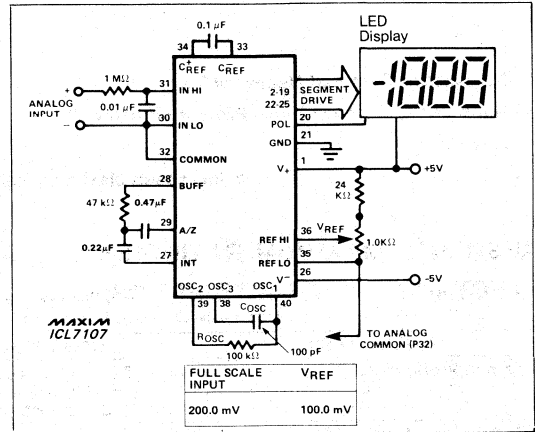 LED
Display
0.1 µF
34
33
C⁺REF
C⁻REF
+
1 MΩ
31
IN HI
ANALOG
INPUT
0.01 µF
–
30
IN LO
32
COMMON
28
BUFF
47 kΩ
0.47µF
29
A/Z
0.22µF
27
INT
2-19
22-25
SEGMENT
DRIVE
20
POL
21
GND
1
V+
+5V
24
KΩ
36
VREF
REF HI
1.0KΩ
35
REF LO
V⁻
26
-5V
OSC2
OSC3
OSC1
39
38
40
COSC
ROSC
100 kΩ
100 pF
TO ANALOG
COMMON (P32)
MAXIM
ICL7107
-1888
FULL SCALE
INPUT
VREF
200.0 mV
100.0 mV